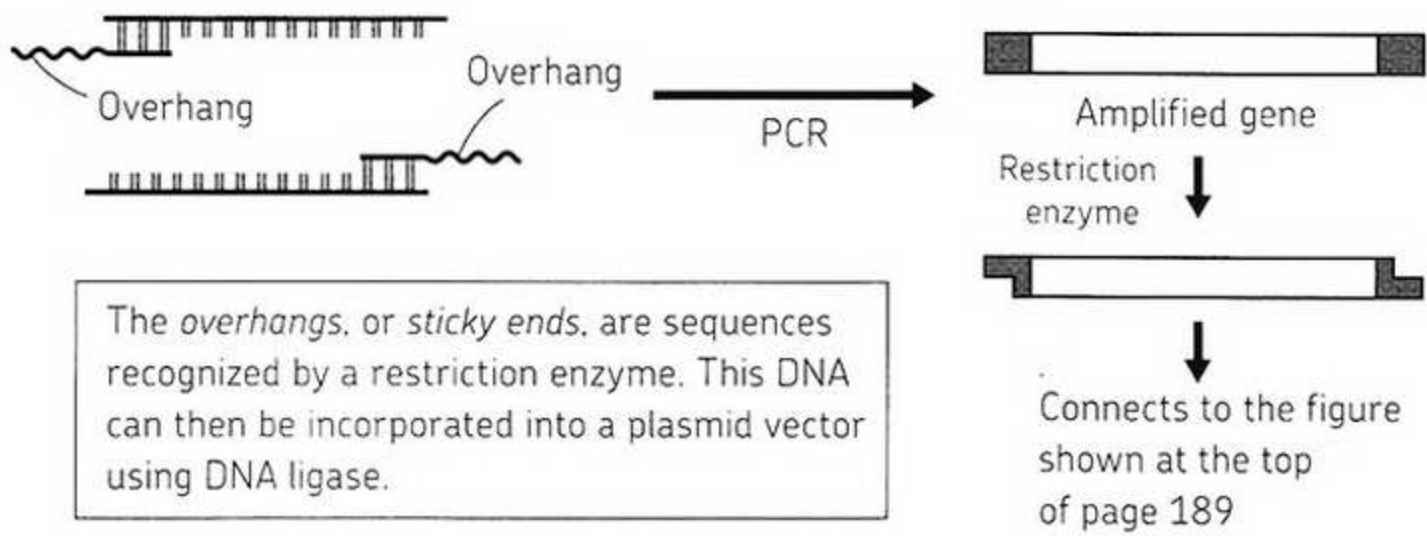 Overhang
Overhang
PCR
Amplified gene
Restriction
enzyme
The overhangs, or sticky ends, are sequences
recognized by a restriction enzyme. This DNA
can then be incorporated into a plasmid vector
using DNA ligase.
Connects to the figure
shown at the top
of page 189